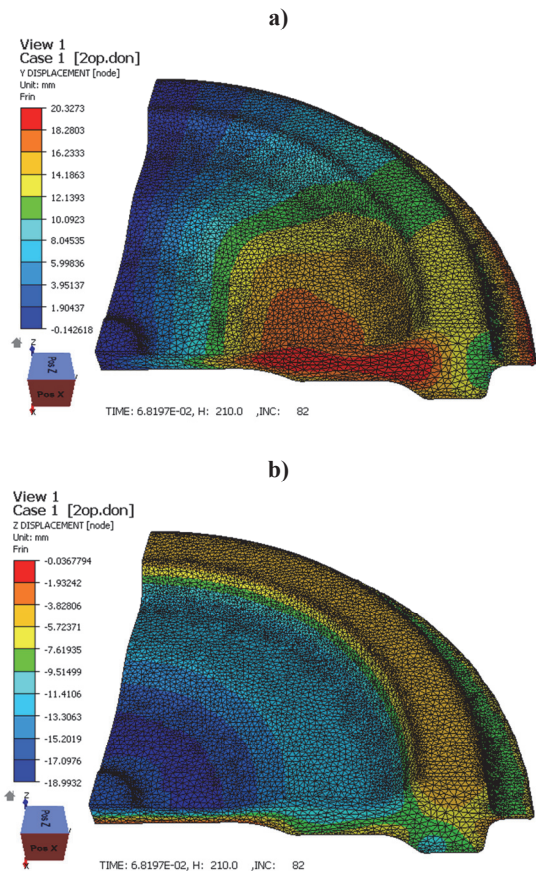 a)
View 1
Case 1 [2op.don]
Y DISPLACEMENT [node]
Unit: mm
Frin
20.3273
18.2803
16.2333
14.1863
12.1393
10.0923
8.04535
5.99836
3.95137
1.90437
-0.142618
Z
Pos Z
Pos X
X
TIME: 6.8197E-02, H: 210.0 ,INC: 82
b)
View 1
Case 1 [2op.don]
Z DISPLACEMENT [node]
Unit: mm
Frin
-0.0367794
-1.93242
-3.82806
-5.72371
-7.61935
-9.51499
-11.4106
-13.3063
-15.2019
-17.0976
-18.9932
Z
Pos Z
Pos X
X
TIME: 6.8197E-02, H: 210.0 ,INC: 82